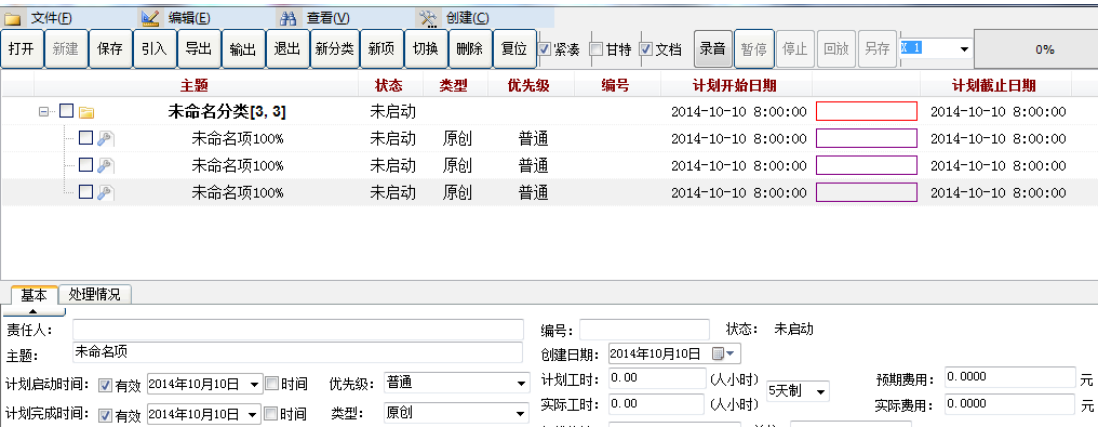 文件(F) 编辑(E) 查看(V) 创建(C)
打开 新建 保存 引入 导出 输出 退出 新分类 新项 切换 删除 复位 紧凑 甘特 文档 录音 暂停 停止 回放 另存 X 1 0%
主题 状态 类型 优先级 编号 计划开始日期 计划截止日期
未命名分类[3, 3] 未启动 2014-10-10 8:00:00 2014-10-10 8:00:00
未命名项100% 未启动 原创 普通 2014-10-10 8:00:00 2014-10-10 8:00:00
未命名项100% 未启动 原创 普通 2014-10-10 8:00:00 2014-10-10 8:00:00
未命名项100% 未启动 原创 普通 2014-10-10 8:00:00 2014-10-10 8:00:00
基本 处理情况
责任人: 编号: 状态: 未启动
主题: 未命名项 创建日期: 2014年10月10日
计划启动时间: 有效 2014年10月10日 时间 优先级: 普通 计划工时: 0.00 (人小时) 5天制 预期费用: 0.0000 元
计划完成时间: 有效 2014年10月10日 时间 类型: 原创 实际工时: 0.00 (人小时) 实际费用: 0.0000 元